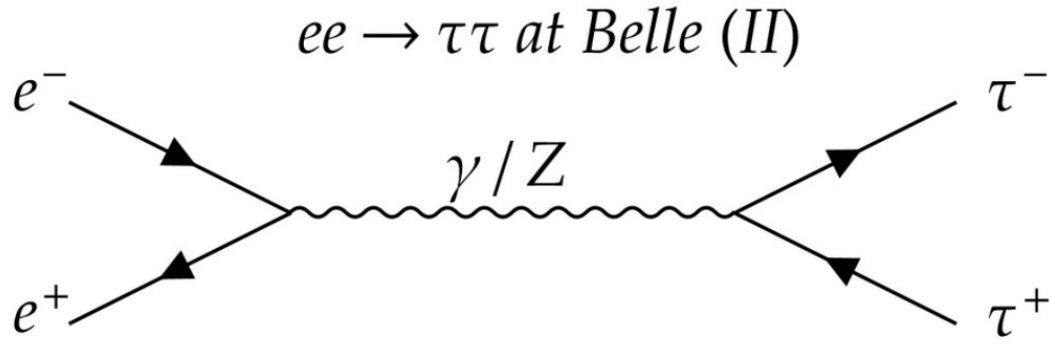 ee → ττ at Belle (II)
e⁻
τ⁻
γ / Z
e⁺
τ⁺